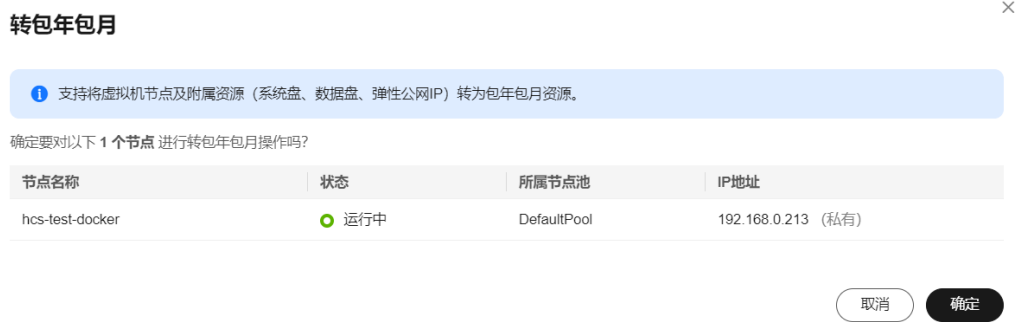 转包年包月
支持将虚拟机节点及附属资源（系统盘、数据盘、弹性公网IP）转为包年包月资源。
确定要对以下 1 个节点 进行转包年包月操作吗?
节点名称 状态 所属节点池 IP地址
hcs-test-docker 运行中 DefaultPool 192.168.0.213 （私有）
取消 确定